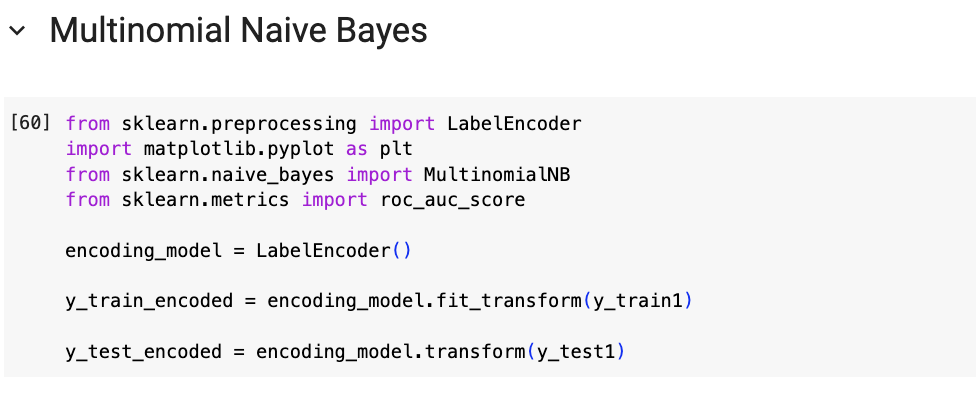 Multinomial Naive Bayes
[60] from sklearn.preprocessing import LabelEncoder
import matplotlib.pyplot as plt
from sklearn.naive_bayes import MultinomialNB
from sklearn.metrics import roc_auc_score
encoding_model = LabelEncoder()
y_train_encoded = encoding_model.fit_transform(y_train1)
y_test_encoded = encoding_model.transform(y_test1)